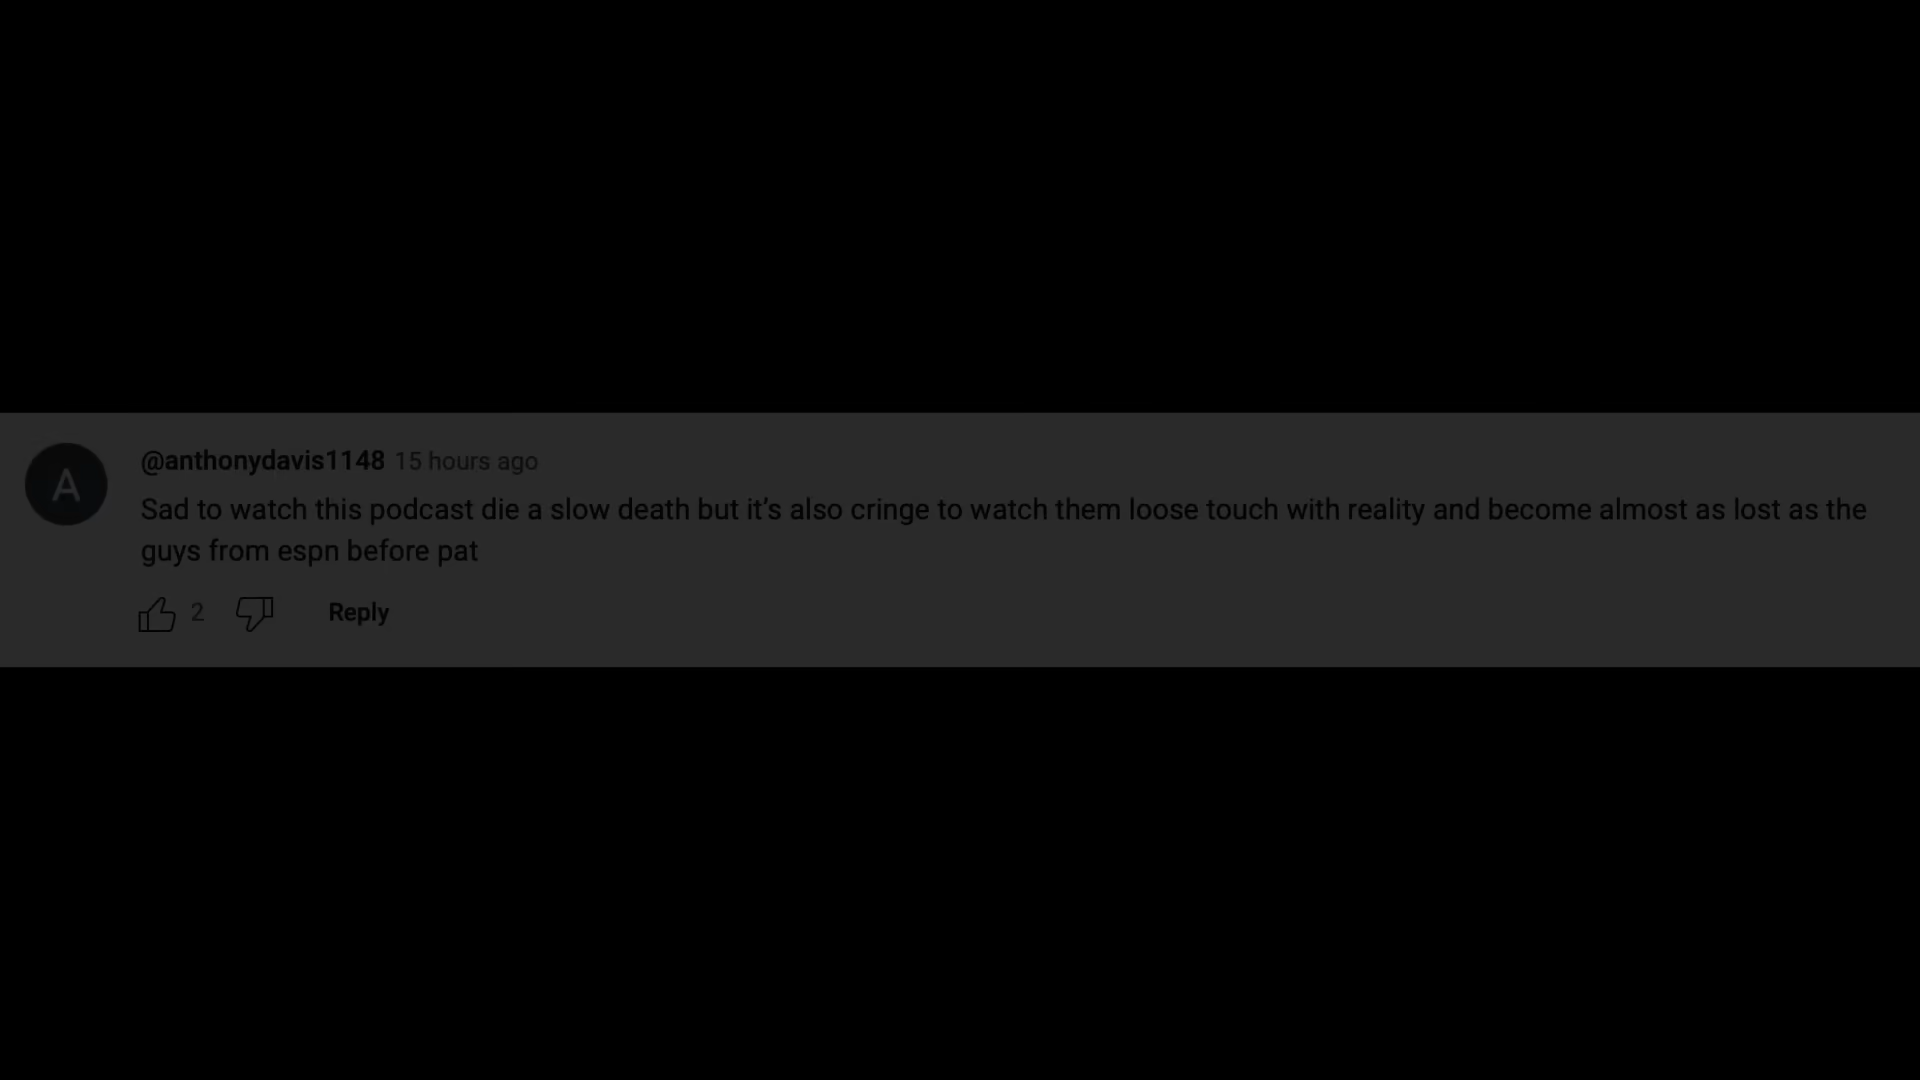 A
@anthonydavis1148 15 hours ago
Sad to watch this podcast die a slow death but it’s also cringe to watch them loose touch with reality and become almost as lost as the
guys from espn before pat
2 Reply